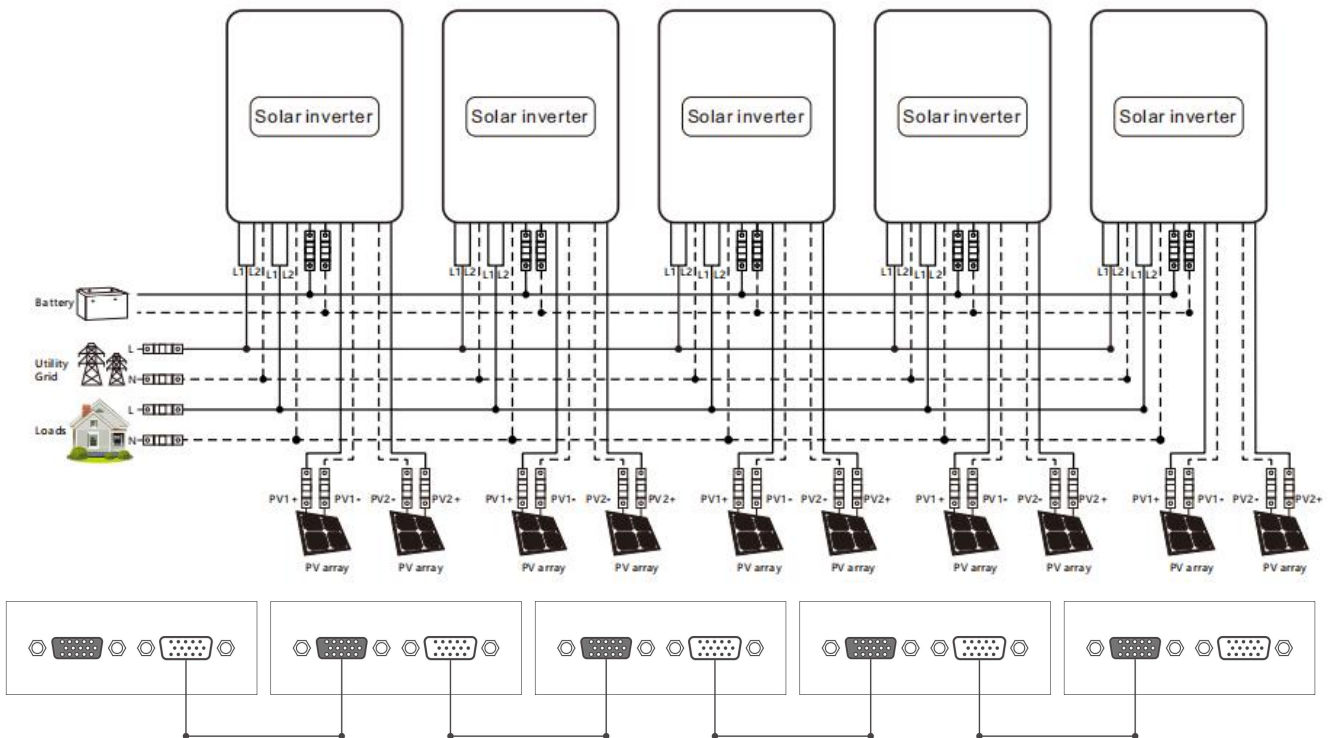 Solar inverter Solar inverter Solar inverter Solar inverter Solar inverter
L1 L2 L1 L2 L1 L2 L1 L2 L1 L2 L1 L2 L1 L2 L1 L2 L1 L2 L1 L2
Battery
L
Utility
Grid
N
L
Loads
N
PV1+ PV1- PV2- PV2+ PV1+ PV1- PV2- PV2+ PV1+ PV1- PV2- PV2+ PV1+ PV1- PV2- PV2+ PV1+ PV1- PV2- PV2+
PV array PV array PV array PV array PV array PV array PV array PV array PV array PV array